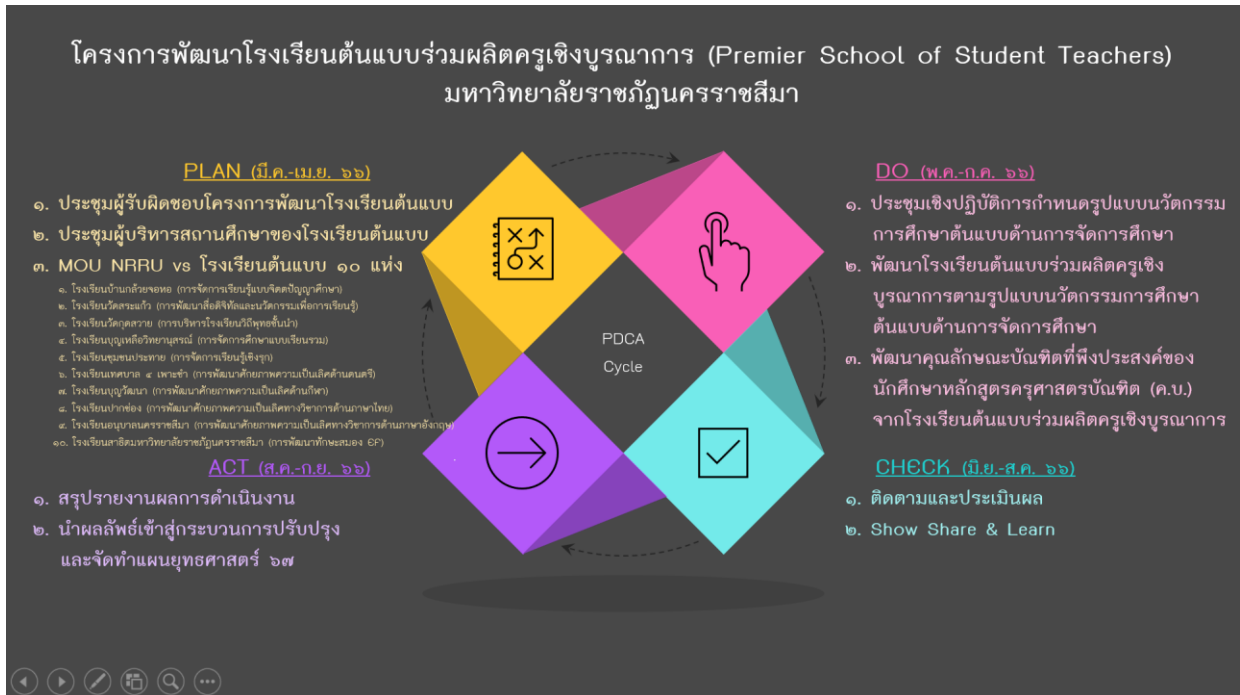 โครงการพัฒนาโรงเรียนต้นแบบร่วมผลิตครูเชิงบูรณาการ (Premier School of Student Teachers)
มหาวิทยาลัยราชภัฏนครราชสีมา
PLAN (มี.ค.-เม.ย. ๖๖)
๑. ประชุมผู้รับผิดชอบโครงการพัฒนาโรงเรียนต้นแบบ
๒. ประชุมผู้บริหารสถานศึกษาของโรงเรียนต้นแบบ
๓. MOU NRRU vs โรงเรียนต้นแบบ ๑๐ แห่ง
๑. โรงเรียนบ้านกล้วยจอหอ (การจัดการเรียนรู้แบบจิตตปัญญาศึกษา)
๒. โรงเรียนวัดสระแก้ว (การพัฒนาสื่อดิจิทัลและนวัตกรรมเพื่อการเรียนรู้)
๓. โรงเรียนวัดกุดสวาย (การบริหารโรงเรียนวิถีพุทธชั้นนำ)
๔. โรงเรียนบุญเหลือวิทยานุสรณ์ (การจัดการศึกษาแบบเรียนรวม)
๕. โรงเรียนชุมชนประทาย (การจัดการเรียนรู้เชิงรุก)
๖. โรงเรียนเทศบาล ๔ เพาะชำ (การพัฒนาศักยภาพความเป็นเลิศด้านดนตรี)
๗. โรงเรียนบุญวัฒนา (การพัฒนาศักยภาพความเป็นเลิศด้านกีฬา)
๘. โรงเรียนปากช่อง (การพัฒนาศักยภาพความเป็นเลิศทางวิชาการด้านภาษาไทย)
๙. โรงเรียนอนุบาลนครราชสีมา (การพัฒนาศักยภาพความเป็นเลิศทางวิชาการด้านภาษาอังกฤษ)
๑๐. โรงเรียนสาธิตมหาวิทยาลัยราชภัฏนครราชสีมา (การพัฒนาทักษะสมอง EF)
DO (พ.ค.-ก.ค. ๖๖)
๑. ประชุมเชิงปฏิบัติการกำหนดรูปแบบนวัตกรรม
การศึกษาต้นแบบด้านการจัดการศึกษา
๒. พัฒนาโรงเรียนต้นแบบร่วมผลิตครูเชิง
บูรณาการตามรูปแบบนวัตกรรมการศึกษา
ต้นแบบด้านการจัดการศึกษา
๓. พัฒนาคุณลักษณะบัณฑิตที่พึงประสงค์ของ
นักศึกษาหลักสูตรครุศาสตรบัณฑิต (ค.บ.)
จากโรงเรียนต้นแบบร่วมผลิตครูเชิงบูรณาการ
PDCA
Cycle
ACT (ส.ค.-ก.ย. ๖๖)
๑. สรุปรายงานผลการดำเนินงาน
๒. นำผลลัพธ์เข้าสู่กระบวนการปรับปรุง
และจัดทำแผนยุทธศาสตร์ ๖๗
CHECK (มิ.ย.-ส.ค. ๖๖)
๑. ติดตามและประเมินผล
๒. Show Share & Learn